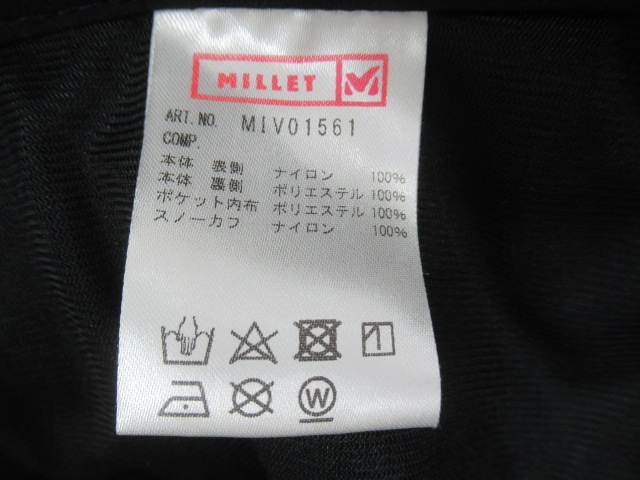 MILLET
ART.NO. MIV01561
COMP.
本体 表側 ナイロン 100%
本体 裏側 ポリエステル 100%
ポケット内布 ポリエステル 100%
スノーカフ ナイロン 100%
W